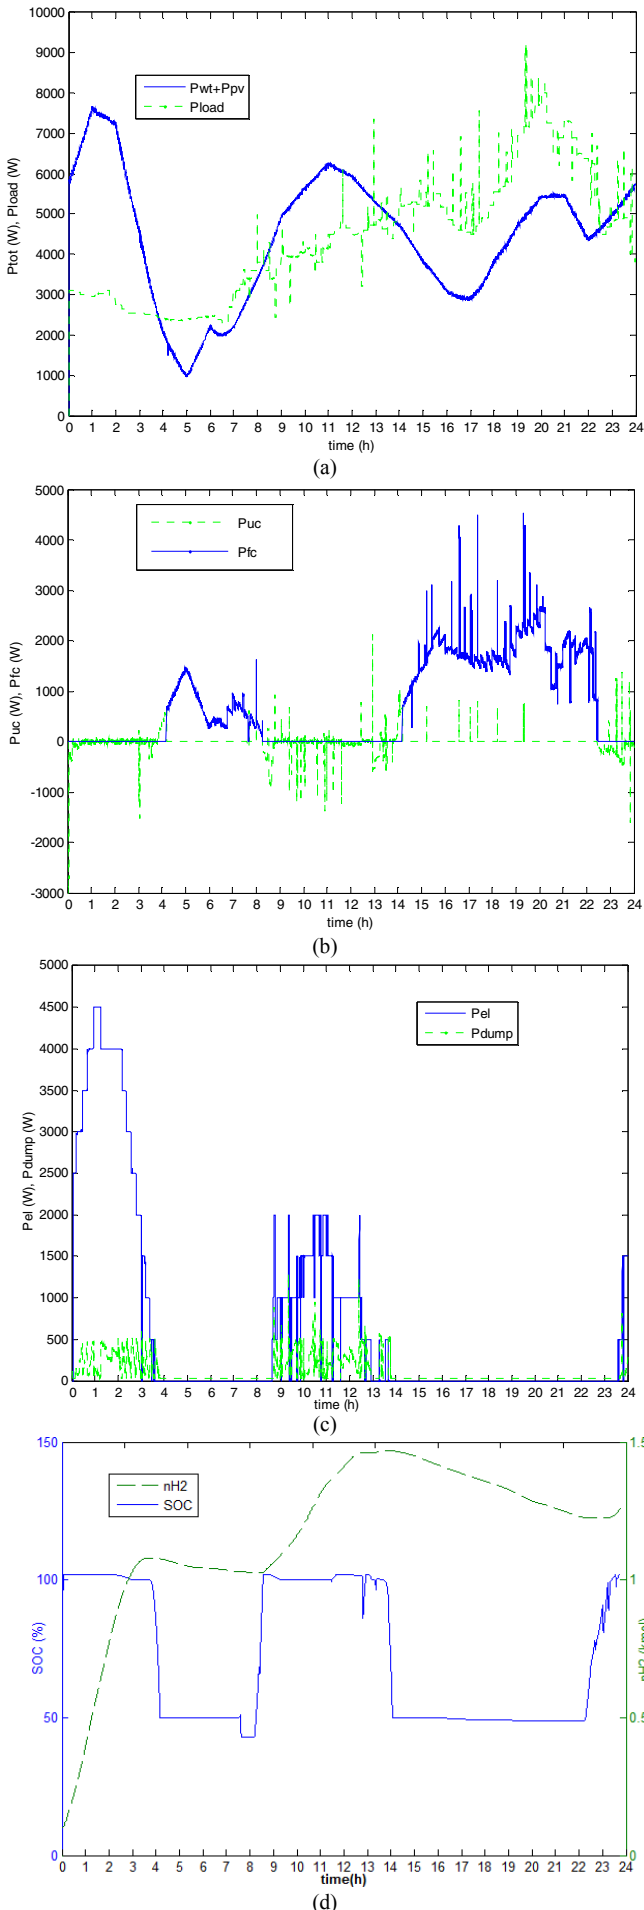 10000
9000
8000
7000
6000
5000
4000
3000
2000
1000
0
Ptot (W), Pload (W)
Pwt+Ppv
Pload
0 1 2 3 4 5 6 7 8 9 10 11 12 13 14 15 16 17 18 19 20 21 22 23 24
time (h)
(a)
5000
4000
3000
2000
1000
0
-1000
-2000
-3000
Puc (W), Pfc (W)
Puc
Pfc
0 1 2 3 4 5 6 7 8 9 10 11 12 13 14 15 16 17 18 19 20 21 22 23 24
time (h)
(b)
5000
4500
4000
3500
3000
2500
2000
1500
1000
500
0
Pel (W), Pdump (W)
Pel
Pdump
0 1 2 3 4 5 6 7 8 9 10 11 12 13 14 15 16 17 18 19 20 21 22 23 24
time (h)
(c)
150
100
50
0
SOC (%)
nH2
SOC
1.5
1
0.5
0
0 1 2 3 4 5 6 7 8 9 10 11 12 13 14 15 16 17 18 19 20 21 22 23 24
time(h)
(d)